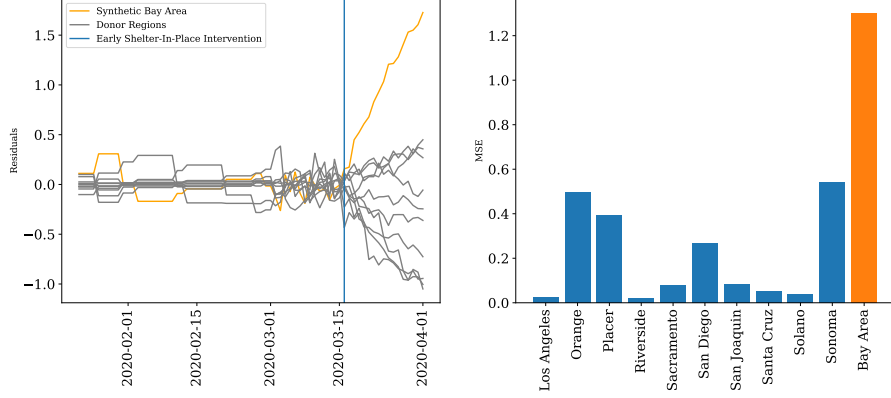 Synthetic Bay Area
Donor Regions
Early Shelter-In-Place Intervention
Residuals
1.5
1.0
0.5
0.0
−0.5
−1.0
2020-02-01
2020-02-15
2020-03-01
2020-03-15
2020-04-01
MSE
1.2
1.0
0.8
0.6
0.4
0.2
0.0
Los Angeles
Orange
Placer
Riverside
Sacramento
San Diego
San Joaquin
Santa Cruz
Solano
Sonoma
Bay Area